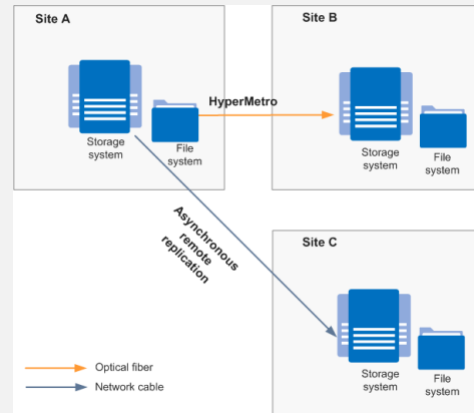 Site A
Storage
system
File
system
HyperMetro
Site B
Storage
system
File
system
Asynchronous
remote
replication
Site C
Storage
system
File
system
Optical fiber
Network cable